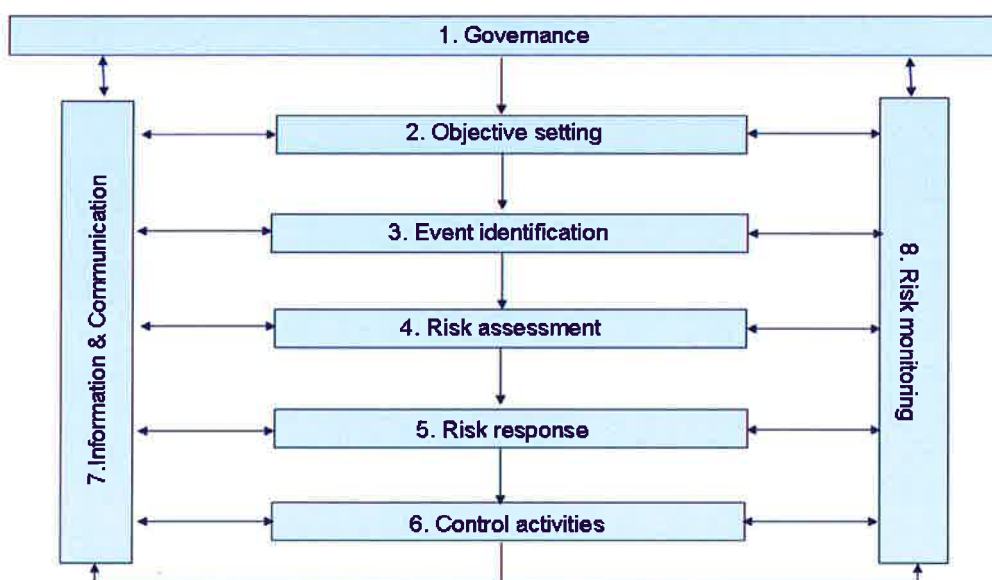 1. Governance
2. Objective setting
3. Event identification
4. Risk assessment
5. Risk response
6. Control activities
7.Information & Communication
8. Risk monitoring